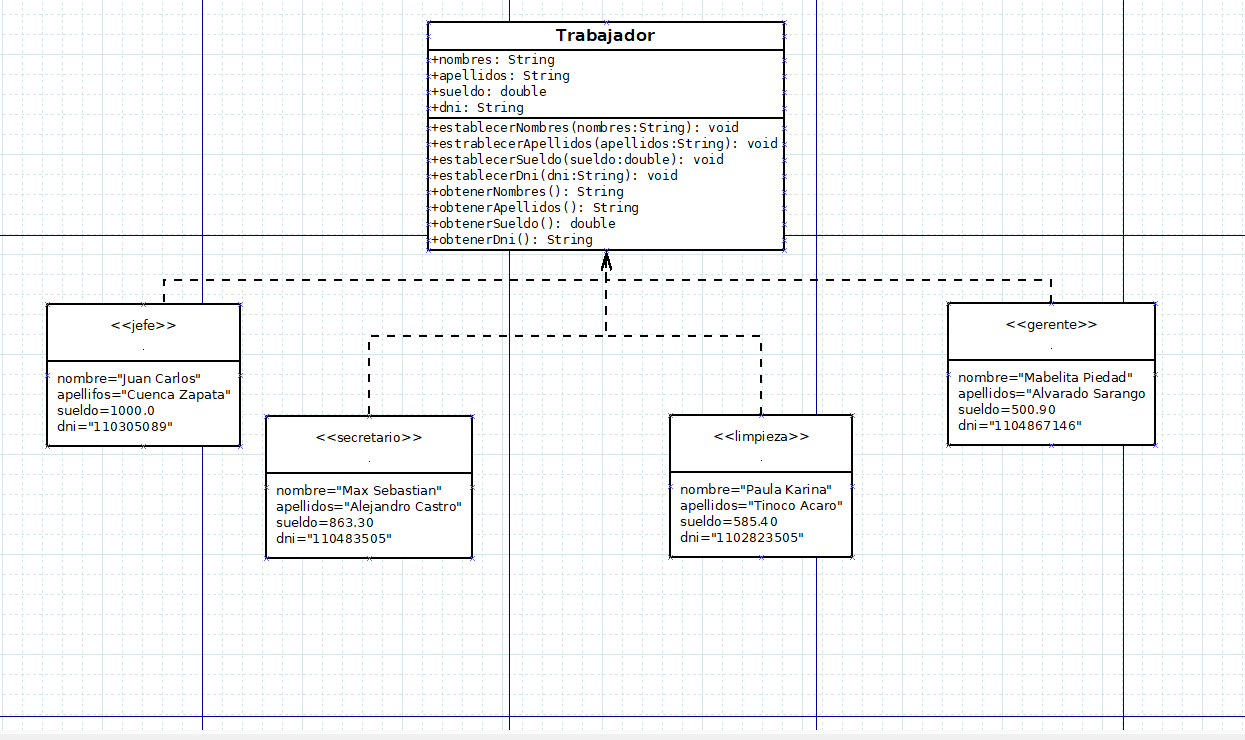 Trabajador
+nombres: String
+apellidos: String
+sueldo: double
+dni: String
+establecerNombres(nombres:String): void
+estrablecerApellidos(apellidos:String): void
+establecerSueldo(sueldo:double): void
+establecerDni(dni:String): void
+obtenerNombres(): String
+obtenerApellidos(): String
+obtenerSueldo(): double
+obtenerDni(): String
<<jefe>>
.
nombre="Juan Carlos"
apellifos="Cuenca Zapata"
sueldo=1000.0
dni="110305089"
<<secretario>>
.
nombre="Max Sebastian"
apellidos="Alejandro Castro"
sueldo=863.30
dni="110483505"
<<limpieza>>
.
nombre="Paula Karina"
apellidos="Tinoco Acaro"
sueldo=585.40
dni="1102823505"
<<gerente>>
.
nombre="Mabelita Piedad"
apellidos="Alvarado Sarango
sueldo=500.90
dni="1104867146"